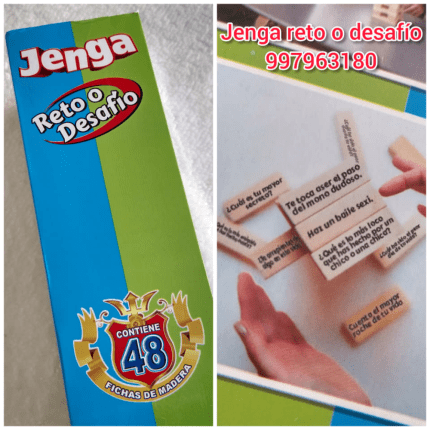 Jenga
Reto o
Desafío
CONTIENE
48
FICHAS DE MADERA
Jenga reto o desafío
997963180
¿Cuál es tu mayor
secreto?
Te toca aser el paso
del mono dudoso.
Haz un baile sexi.
¿Qué es lo más loco
que has hecho por un
chico o una chica?
Cuenta el mayor
roche de tu vida